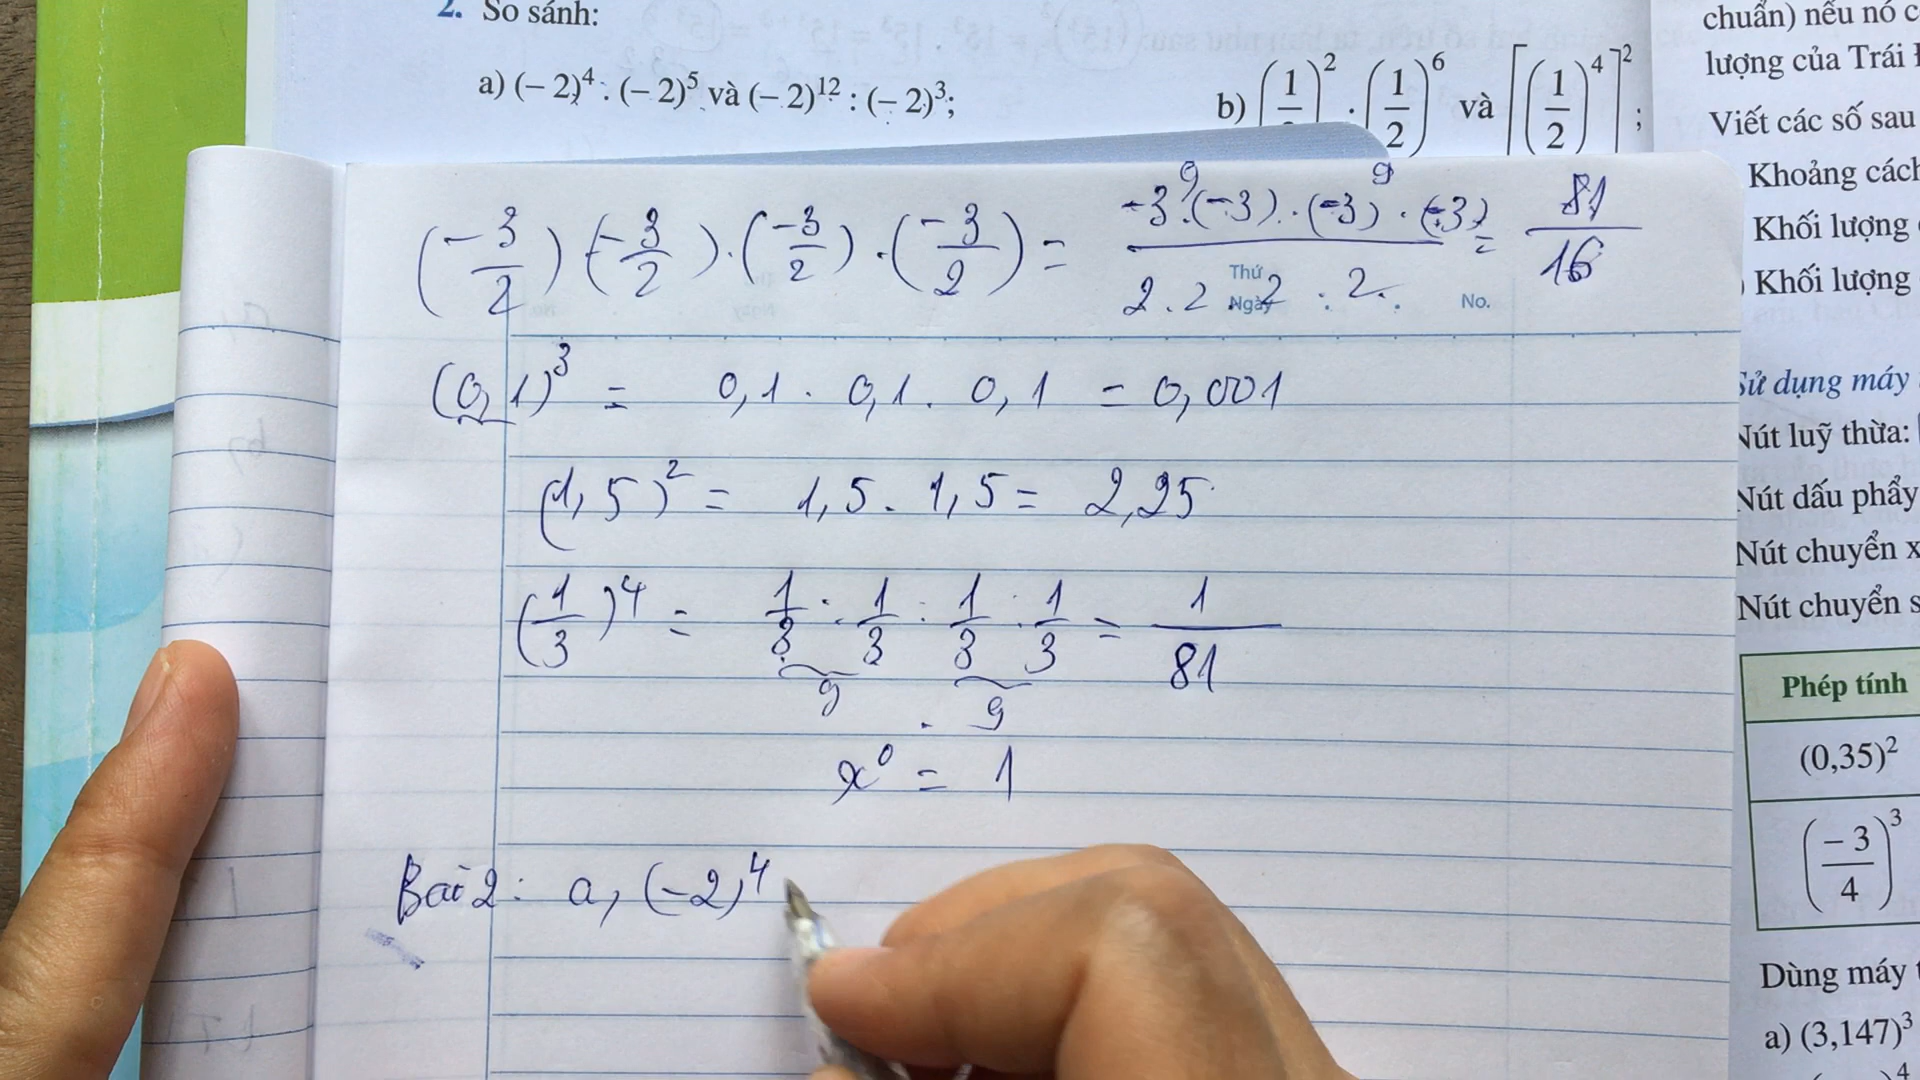 2. So sánh:
a) (– 2)⁴ . (– 2)⁵ và (– 2)¹² : (– 2)³;
b) (1/2)² · (1/2)⁶ và [(1/2)⁴]²;
chuẩn) nếu nó c
lượng của Trái
Viết các số sau
Khoảng cách
Khối lượng
Khối lượng
Sử dụng máy
Nút luỹ thừa:
Nút dấu phẩy
Nút chuyển x
Nút chuyển s
Phép tính
(0,35)²
(–3/4)³
Dùng máy t
a) (3,147)³
(-3/2) (-3/2) · (-3/2) · (-3/2) = -3·(-3) · (-3) · (-3) / 2 . 2 . 2 : 2 = 81/16
9 9
Thứ
Ngày
No.
(0,1)³ = 0,1 . 0,1 . 0,1 = 0,001
(1,5)² = 1,5 . 1,5 = 2,25
(1/3)⁴ = 1/3 · 1/3 · 1/3 · 1/3 = 1/81
9 . 9
x⁰ = 1
Bài 2: a, (-2)⁴